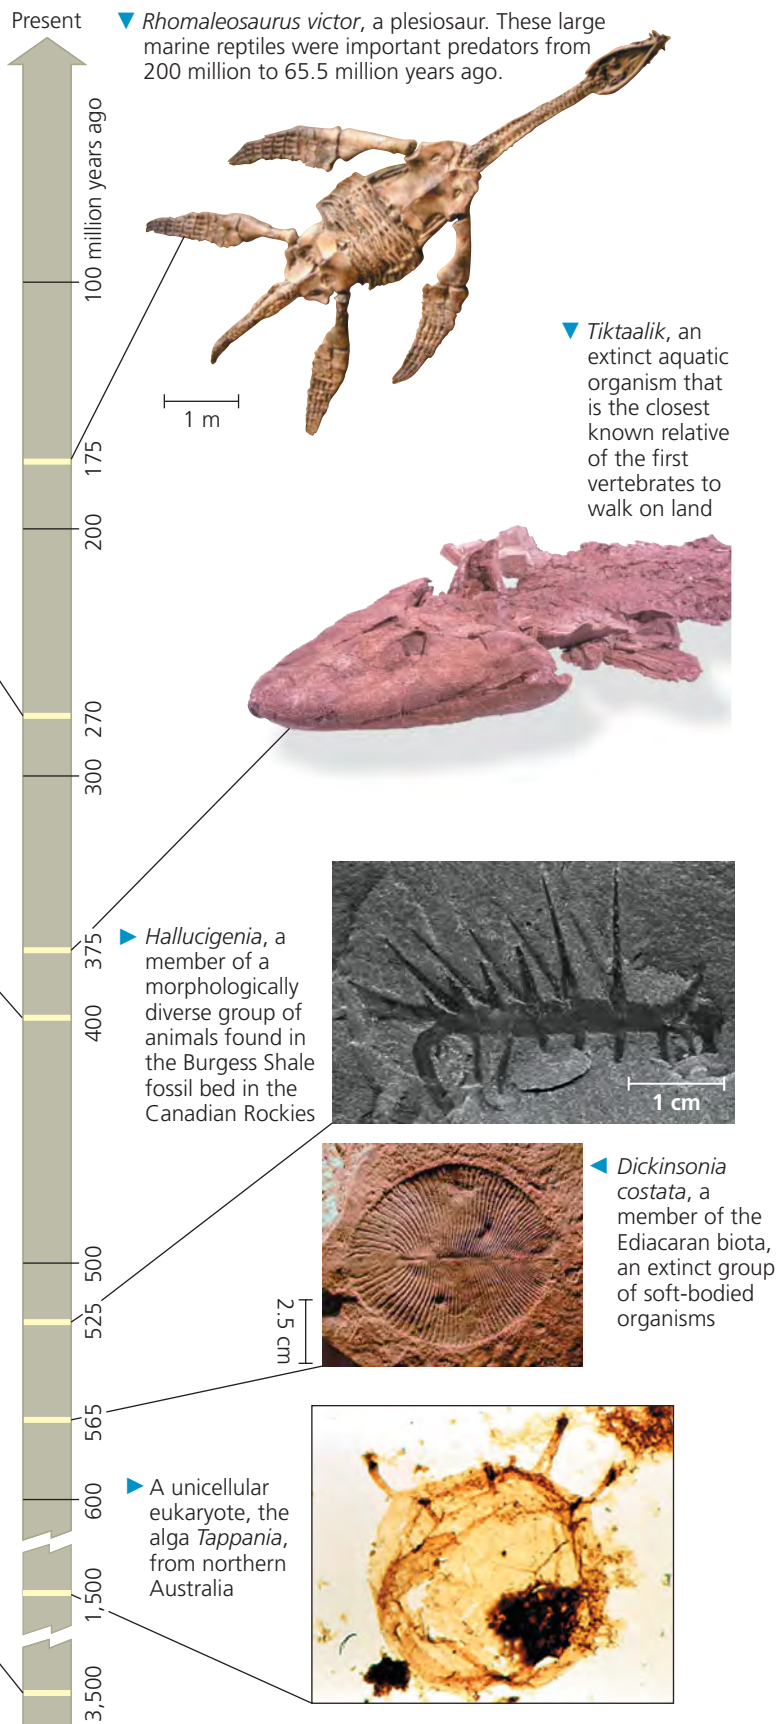 Present
Rhomaleosaurus victor, a plesiosaur. These large
marine reptiles were important predators from
200 million to 65.5 million years ago.
100 million years ago
1 m
Tiktaalik, an
extinct aquatic
organism that
is the closest
known relative
of the first
vertebrates to
walk on land
175
200
270
300
375
Hallucigenia, a
member of a
morphologically
diverse group of
animals found in
the Burgess Shale
fossil bed in the
Canadian Rockies
1 cm
400
Dickinsonia
costata, a
member of the
Ediacaran biota,
an extinct group
of soft-bodied
organisms
500
525
2.5 cm
565
600
A unicellular
eukaryote, the
alga Tappania,
from northern
Australia
1,500
3,500